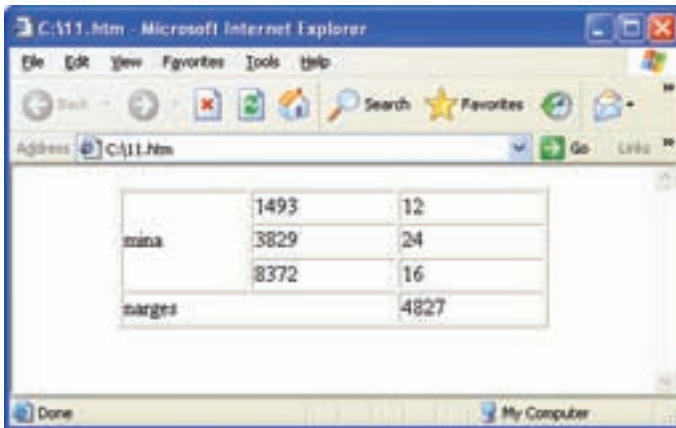 C:\11.htm - Microsoft Internet Explorer
File Edit View Favorites Tools Help
Back Search Favorites
Address C:\11.htm Go Links
1493 12
mina 3829 24
8372 16
narges 4827
Done My Computer